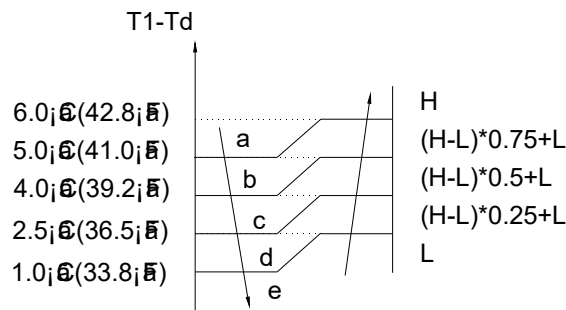 T1-Td
6.0¡æ(42.8¡æ)
5.0¡æ(41.0¡æ)
4.0¡æ(39.2¡æ)
2.5¡æ(36.5¡æ)
1.0¡æ(33.8¡æ)
a
b
c
d
e
H
(H-L)*0.75+L
(H-L)*0.5+L
(H-L)*0.25+L
L